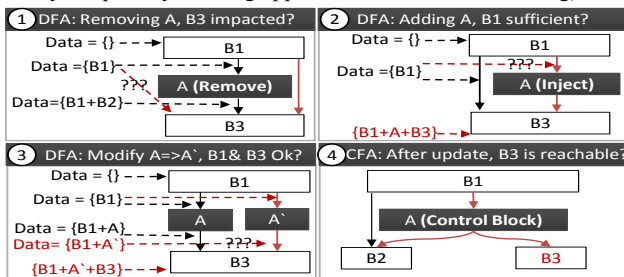 1 DFA: Removing A, B3 impacted?
Data = {}
B1
Data ={B1}
???
A (Remove)
Data={B1+B2}
B3
2 DFA: Adding A, B1 sufficient?
Data = {}
B1
Data ={B1}
???
A (Inject)
B3
{B1+A+B3}
3 DFA: Modify A=>A`, B1& B3 Ok?
Data = {}
B1
Data = {B1}
A
A`
Data = {B1+A}
Data= {B1+A`}
???
B3
{B1+A`+B3}
4 CFA: After update, B3 is reachable?
B1
A (Control Block)
B2
B3